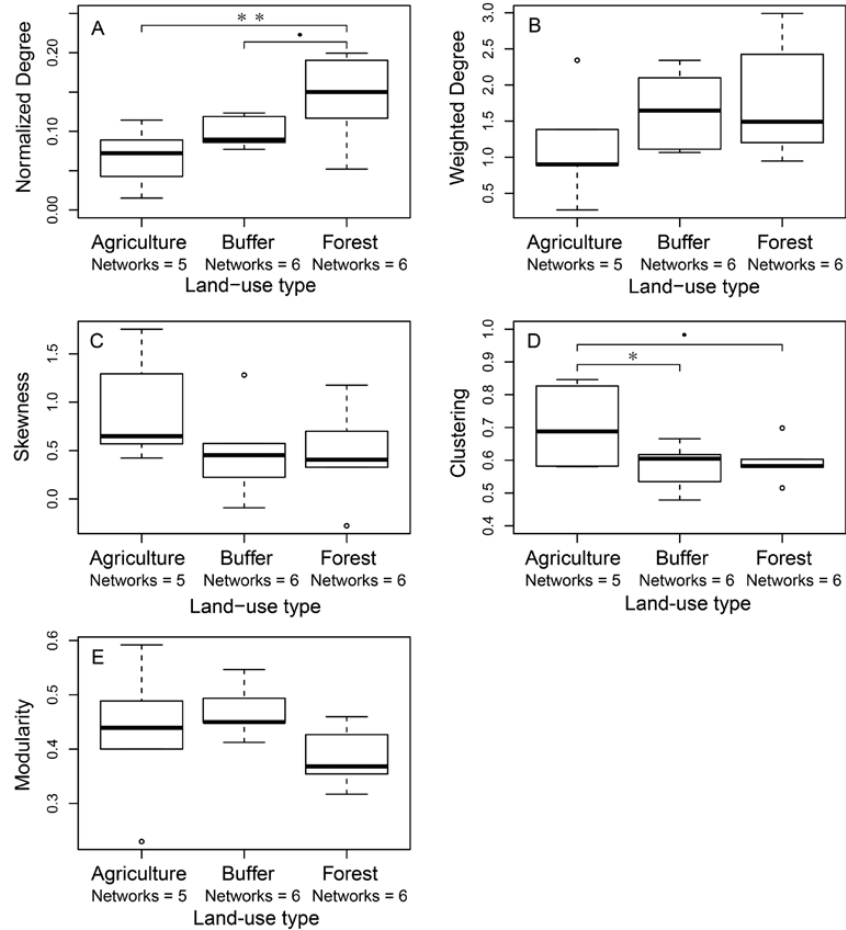 A
* *
•
Normalized Degree
0.20
0.10
0.00
Agriculture Buffer Forest
Networks = 5 Networks = 6 Networks = 6
Land−use type
B
Weighted Degree
3.0
2.5
2.0
1.5
1.0
0.5
Agriculture Buffer Forest
Networks = 5 Networks = 6 Networks = 6
Land−use type
C
Skewness
1.5
0.5
0.0
Agriculture Buffer Forest
Networks = 5 Networks = 6 Networks = 6
Land−use type
D
•
*
Clustering
1.0
0.9
0.8
0.7
0.6
0.5
0.4
Agriculture Buffer Forest
Networks = 5 Networks = 6 Networks = 6
Land-use type
E
Modularity
0.6
0.5
0.4
0.3
Agriculture Buffer Forest
Networks = 5 Networks = 6 Networks = 6
Land-use type